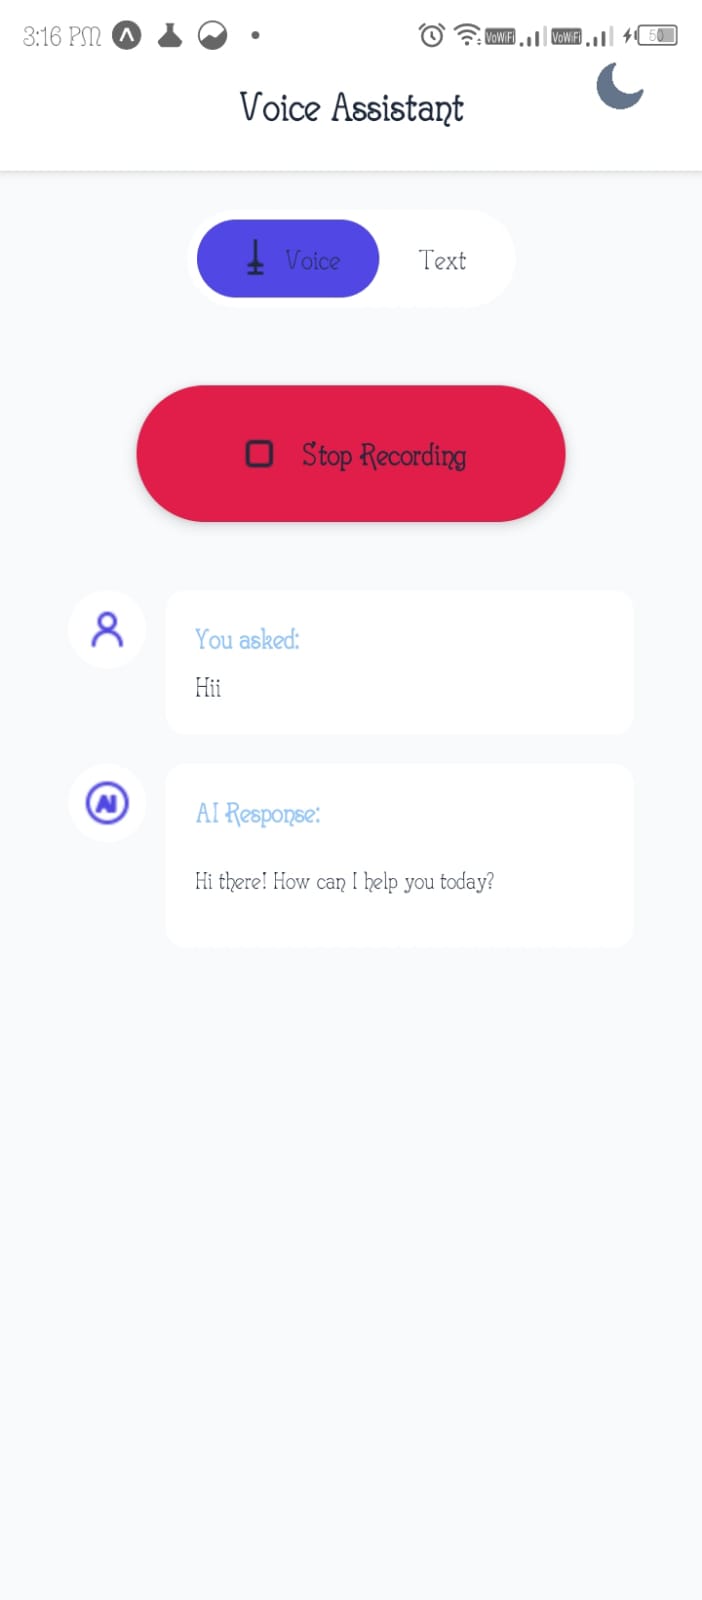 3:16 PM VoWiFi VoWiFi 50
Voice Assistant
Voice Text
Stop Recording
You asked:
Hii
AI Response:
AI
Hi there! How can I help you today?